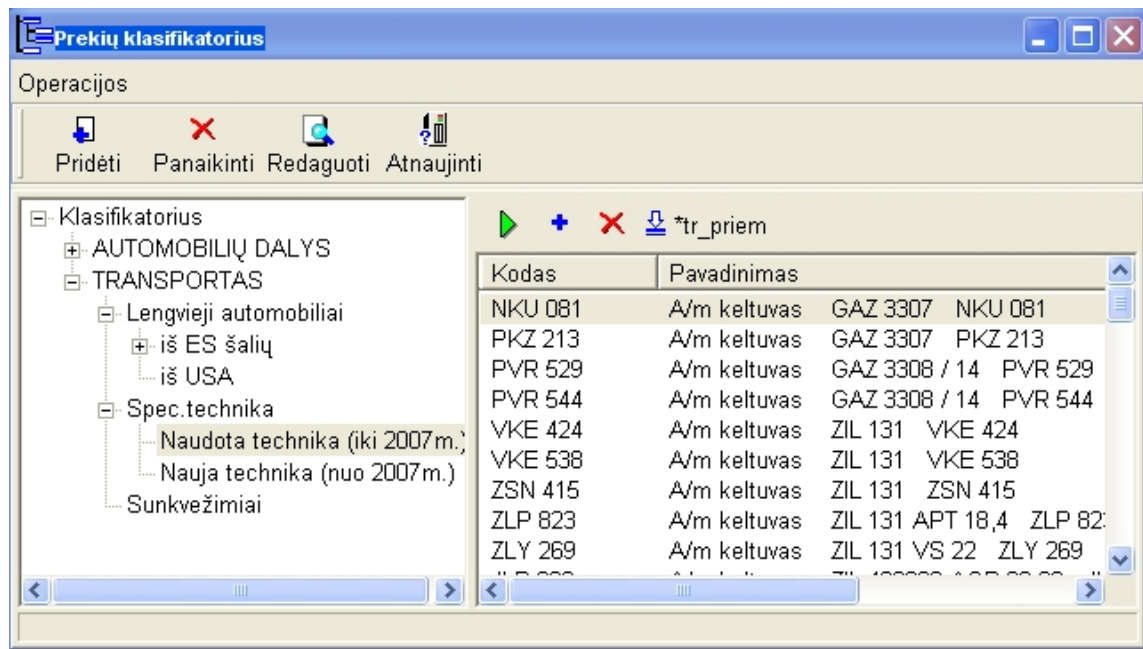 Prekių klasifikatorius
Operacijos
Pridėti Panaikinti Redaguoti Atnaujinti
Klasifikatorius
AUTOMOBILIŲ DALYS
TRANSPORTAS
Lengvieji automobiliai
iš ES šalių
iš USA
Spec.technika
Naudota technika (iki 2007m.)
Nauja technika (nuo 2007m.)
Sunkvežimiai
*tr_priem
Kodas Pavadinimas
NKU 081 A/m keltuvas GAZ 3307 NKU 081
PKZ 213 A/m keltuvas GAZ 3307 PKZ 213
PVR 529 A/m keltuvas GAZ 3308 / 14 PVR 529
PVR 544 A/m keltuvas GAZ 3308 / 14 PVR 544
VKE 424 A/m keltuvas ZIL 131 VKE 424
VKE 538 A/m keltuvas ZIL 131 VKE 538
ZSN 415 A/m keltuvas ZIL 131 ZSN 415
ZLP 823 A/m keltuvas ZIL 131 APT 18,4 ZLP 823
ZLY 269 A/m keltuvas ZIL 131 VS 22 ZLY 269